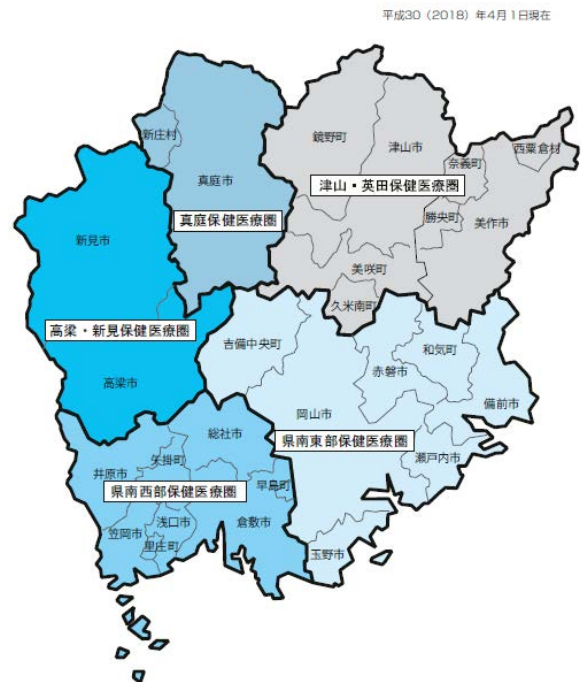 平成30（2018）年4月1日現在
新庄村
真庭市
真庭保健医療圏
鏡野町
津山市
奈義町
西粟倉村
津山・英田保健医療圏
勝央町
美作市
美咲町
久米南町
新見市
高梁・新見保健医療圏
高梁市
吉備中央町
和気町
赤磐市
備前市
岡山市
県南東部保健医療圏
瀬戸内市
玉野市
総社市
矢掛町
井原市
県南西部保健医療圏
早島町
浅口市
倉敷市
笠岡市
里庄町